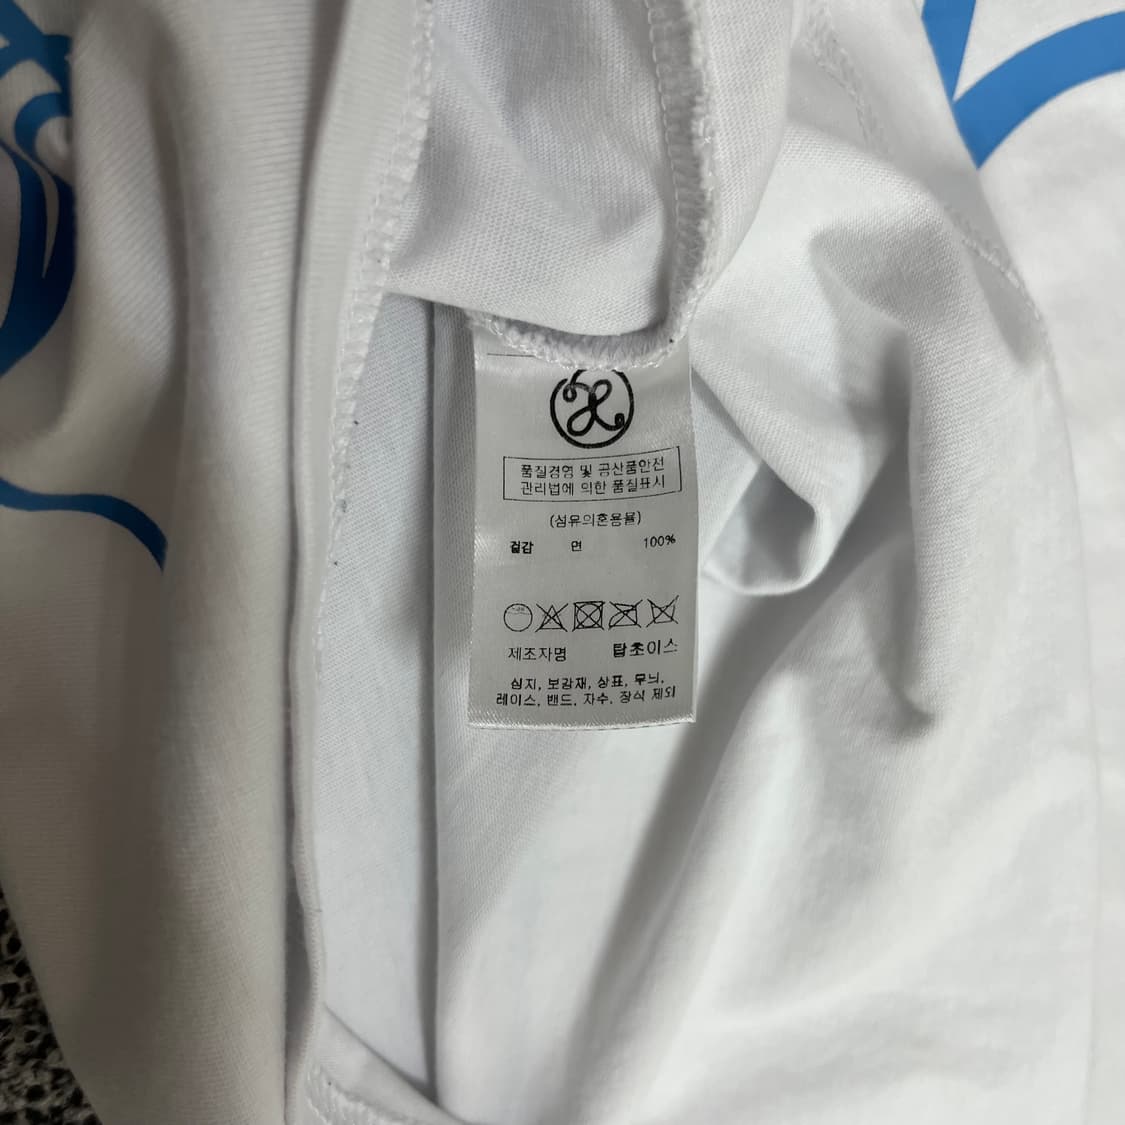 품질경영 및 공산품안전
관리법에 의한 품질표시
(섬유의혼용율)
겉감 면 100%
제조자명 탑초이스
심지, 보강재, 상표, 무늬,
레이스, 밴드, 자수, 장식 제외